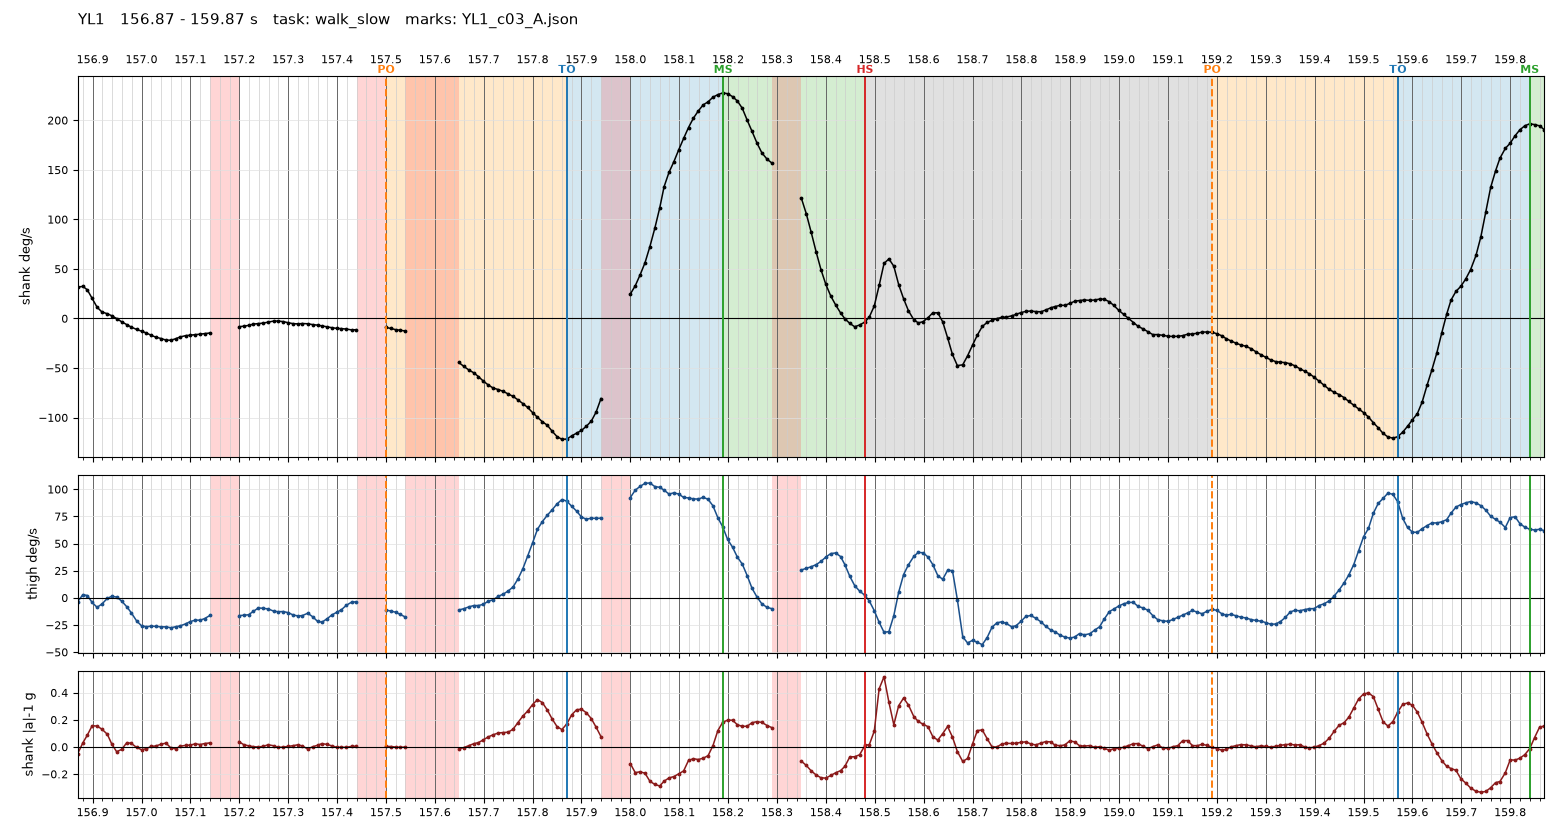 YL1   156.87 - 159.87 s   task: walk_slow   marks: YL1_c03_A.json
156.9 157.0 157.1 157.2 157.3 157.4 157.5 157.6 157.7 157.8 157.9 158.0 158.1 158.2 158.3 158.4 158.5 158.6 158.7 158.8 158.9 159.0 159.1 159.2 159.3 159.4 159.5 159.6 159.7 159.8
PO TO MS HS PO TO MS
shank deg/s
200
150
100
50
0
−50
−100
thigh deg/s
100
75
50
25
0
−25
−50
shank |a|-1 g
0.4
0.2
0.0
−0.2
156.9 157.0 157.1 157.2 157.3 157.4 157.5 157.6 157.7 157.8 157.9 158.0 158.1 158.2 158.3 158.4 158.5 158.6 158.7 158.8 158.9 159.0 159.1 159.2 159.3 159.4 159.5 159.6 159.7 159.8